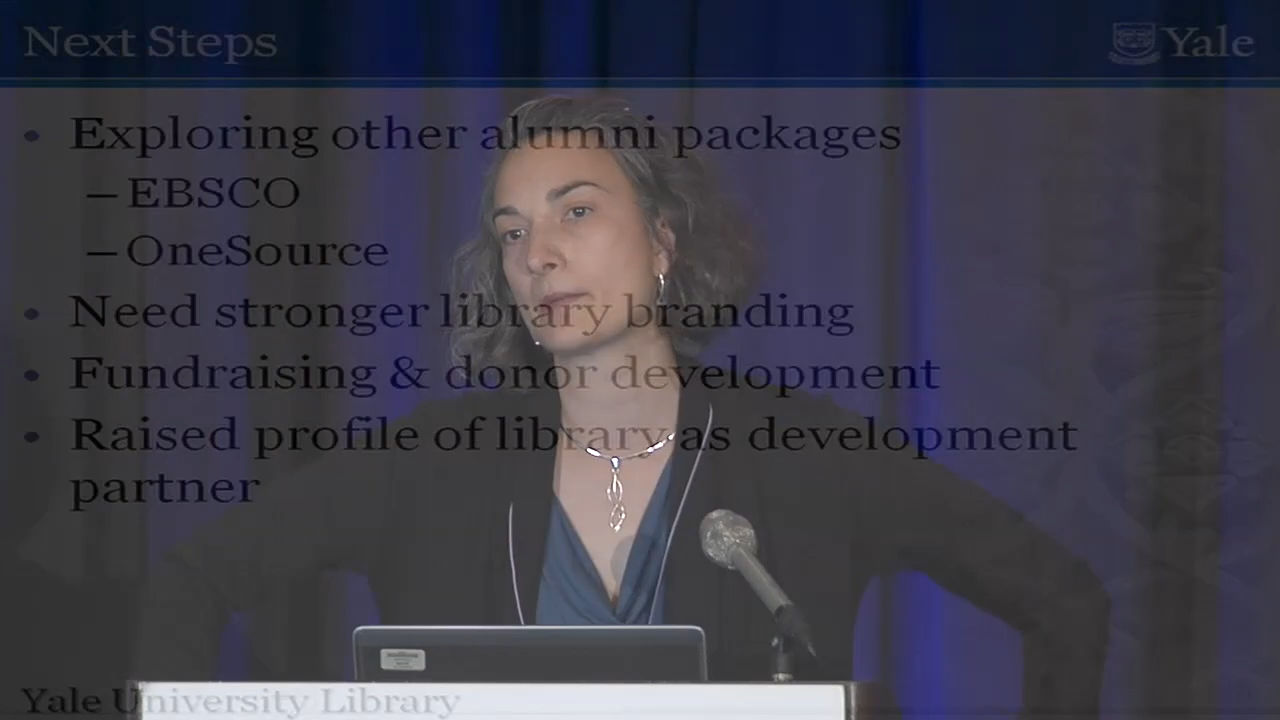 Next Steps
Yale
• Exploring other alumni packages
– EBSCO
– OneSource
• Need stronger library branding
• Fundraising & donor development
• Raised profile of library as development
partner
Yale University Library